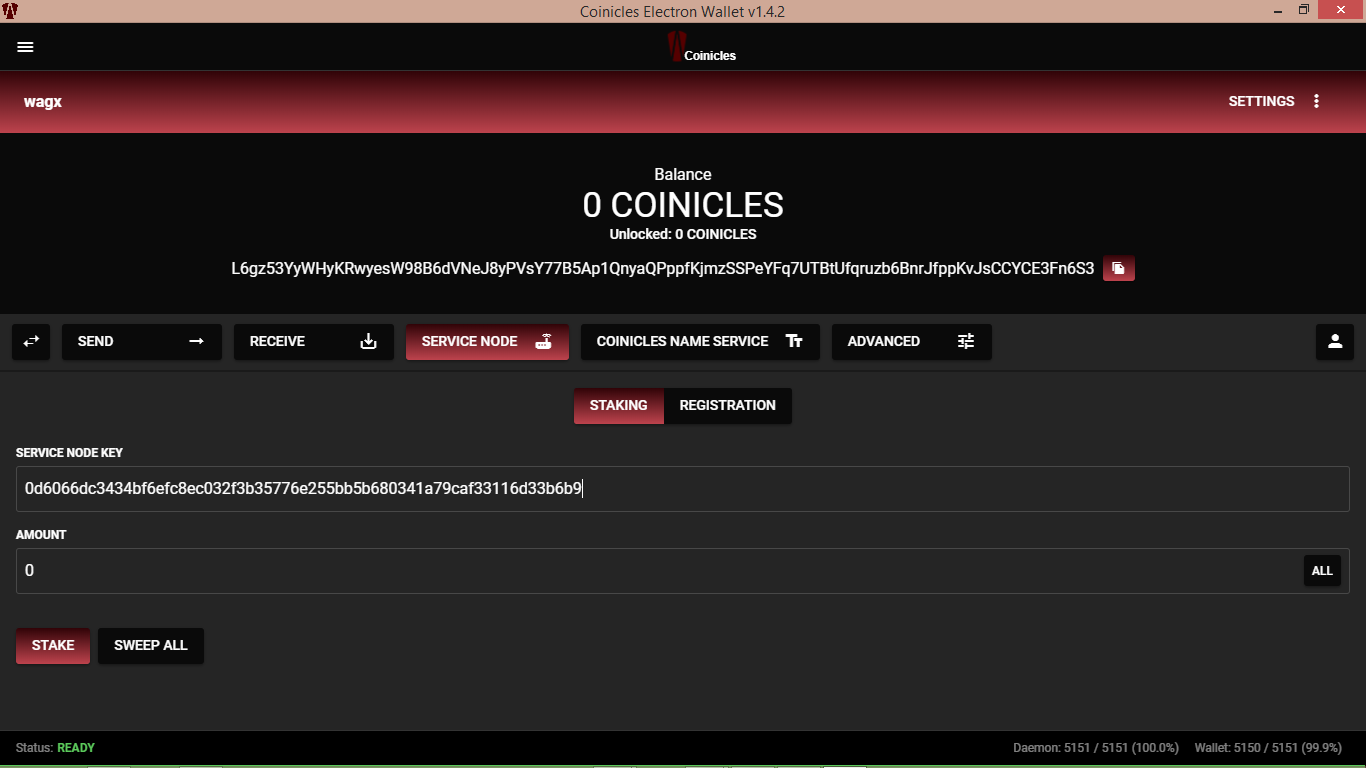 Coinicles Electron Wallet v1.4.2
Coinicles
wagx
SETTINGS
Balance
0 COINICLES
Unlocked: 0 COINICLES
L6gz53YyWHyKRwyesW98B6dVNeJ8yPVsY77B5Ap1QnyaQPppfKjmzSSPeYFq7UTBtUfqruzb6BnrJfppKvJsCCYCE3Fn6S3
SEND
RECEIVE
SERVICE NODE
COINICLES NAME SERVICE
ADVANCED
STAKING
REGISTRATION
SERVICE NODE KEY
0d6066dc3434bf6efc8ec032f3b35776e255bb5b680341a79caf33116d33b6b9
AMOUNT
0
ALL
STAKE
SWEEP ALL
Status: READY
Daemon: 5151 / 5151 (100.0%)
Wallet: 5150 / 5151 (99.9%)